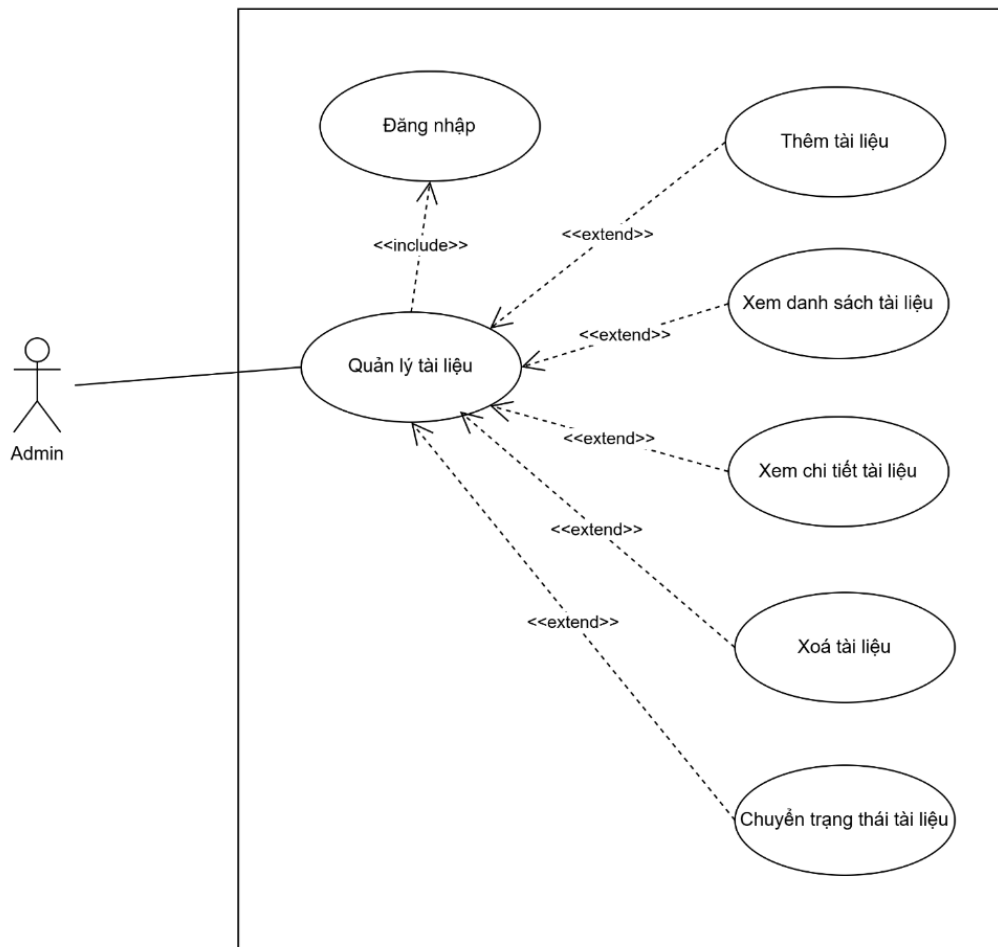 Đăng nhập
Thêm tài liệu
<<extend>>
<<include>>
Xem danh sách tài liệu
<<extend>>
Quản lý tài liệu
Admin
<<extend>>
Xem chi tiết tài liệu
<<extend>>
Xoá tài liệu
<<extend>>
Chuyển trạng thái tài liệu